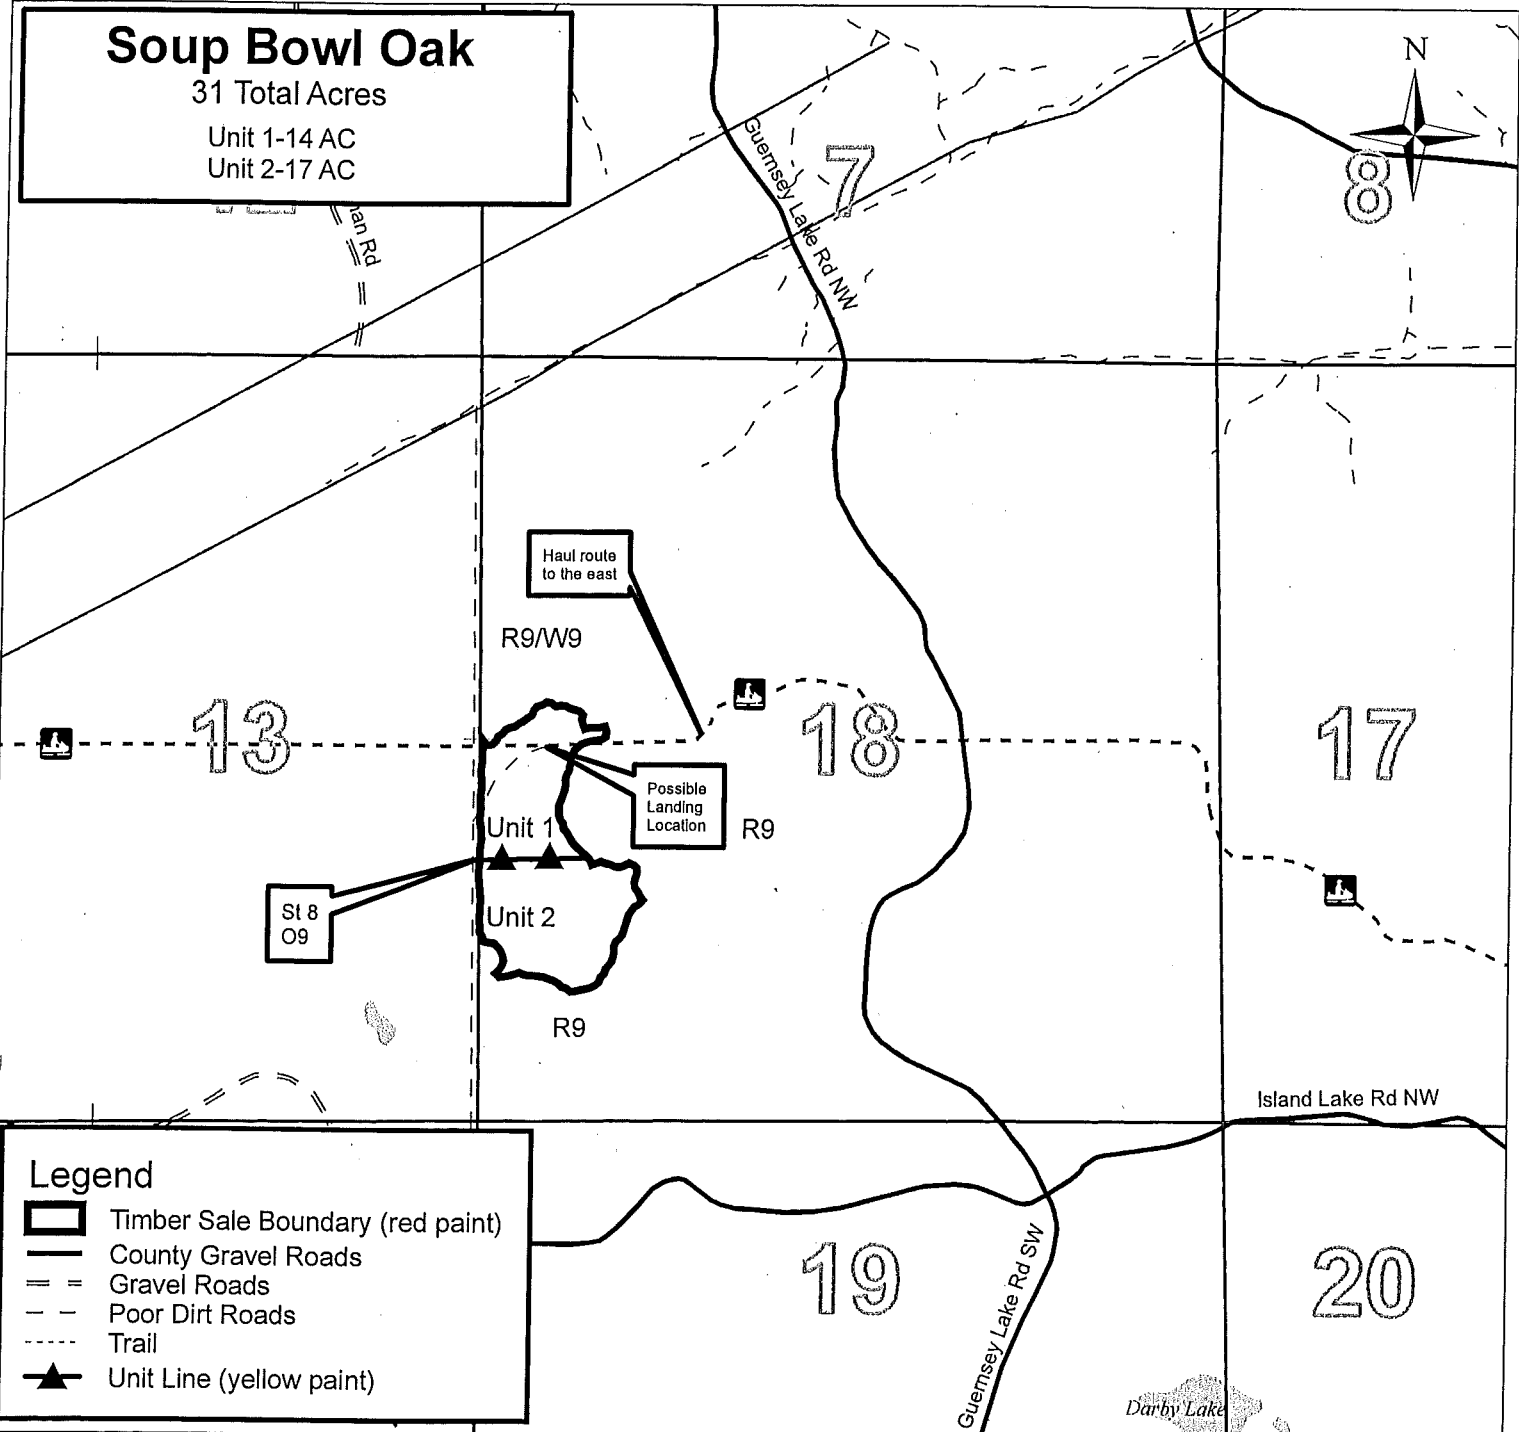 Soup Bowl Oak
31 Total Acres
Unit 1-14 AC
Unit 2-17 AC
N
7
8
Guernsey Lake Rd NW
Haul route
to the east
R9/W9
13
18
17
Possible
Landing
Location
R9
Unit 1
St 8
O9
Unit 2
R9
Island Lake Rd NW
Legend
Timber Sale Boundary (red paint)
County Gravel Roads
Gravel Roads
Poor Dirt Roads
Trail
Unit Line (yellow paint)
19
20
Guernsey Lake Rd SW
Darby Lake